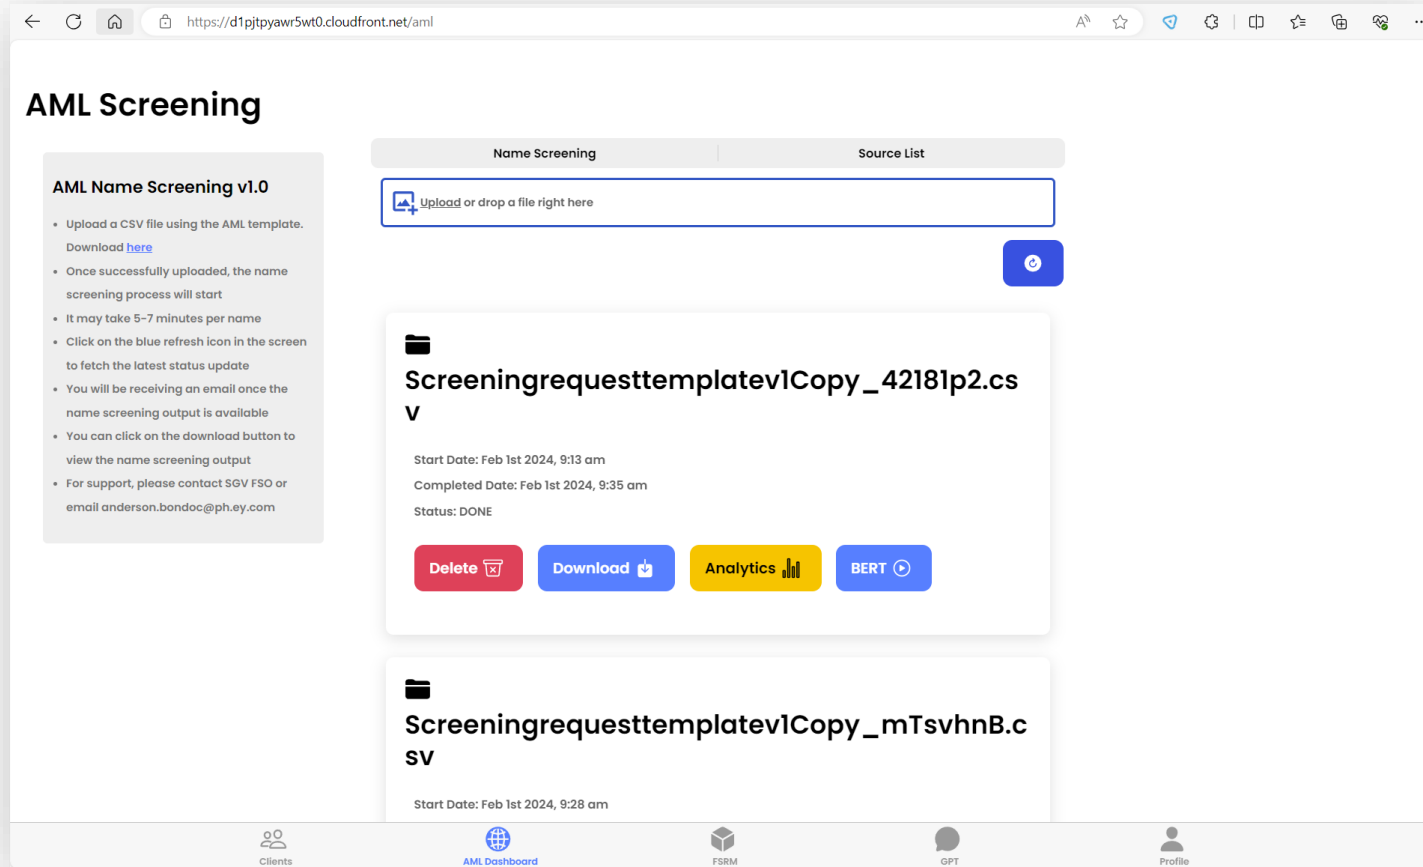 https://d1pjtpyawr5wt0.cloudfront.net/aml
AML Screening
AML Name Screening v1.0
• Upload a CSV file using the AML template.
Download here
• Once successfully uploaded, the name
screening process will start
• It may take 5-7 minutes per name
• Click on the blue refresh icon in the screen
to fetch the latest status update
• You will be receiving an email once the
name screening output is available
• You can click on the download button to
view the name screening output
• For support, please contact SGV FSO or
email anderson.bondoc@ph.ey.com
Name Screening
Source List
Upload or drop a file right here
Screeningrequesttemplatev1Copy_42181p2.cs
v
Start Date: Feb 1st 2024, 9:13 am
Completed Date: Feb 1st 2024, 9:35 am
Status: DONE
Delete
Download
Analytics
BERT
Screeningrequesttemplatev1Copy_mTsvhnB.c
sv
Start Date: Feb 1st 2024, 9:28 am
Clients
AML Dashboard
FSRM
GPT
Profile